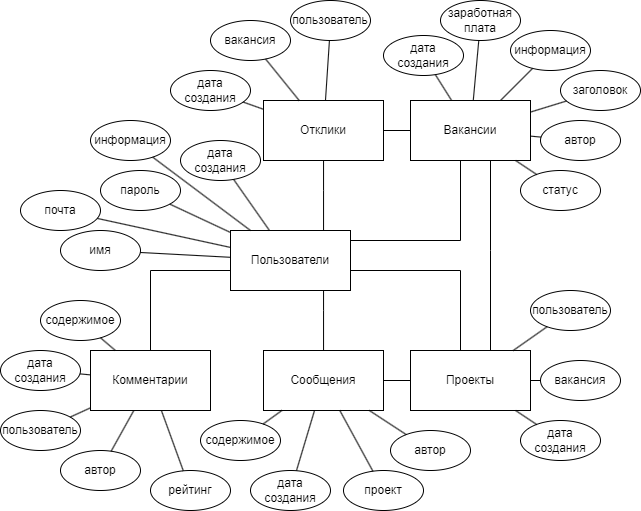 заработная
плата
пользователь
вакансия
дата
создания
информация
дата
создания
заголовок
Отклики
Вакансии
информация
автор
дата
создания
пароль
статус
почта
имя
Пользователи
содержимое
пользователь
дата
создания
Комментарии
Сообщения
Проекты
вакансия
пользователь
содержимое
дата
создания
автор
автор
рейтинг
дата
создания
проект